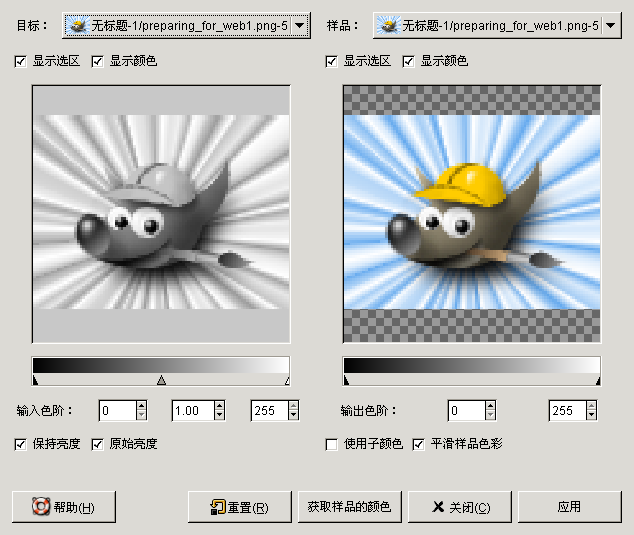 目标： 无标题-1/preparing_for_web1.png-5 样品： 无标题-1/preparing_for_web1.png-5
显示选区 显示颜色 显示选区 显示颜色
输入色阶： 0 1.00 255 输出色阶： 0 255
保持亮度 原始亮度 使用子颜色 平滑样品色彩
帮助(H) 重置(R) 获取样品的颜色 关闭(C) 应用